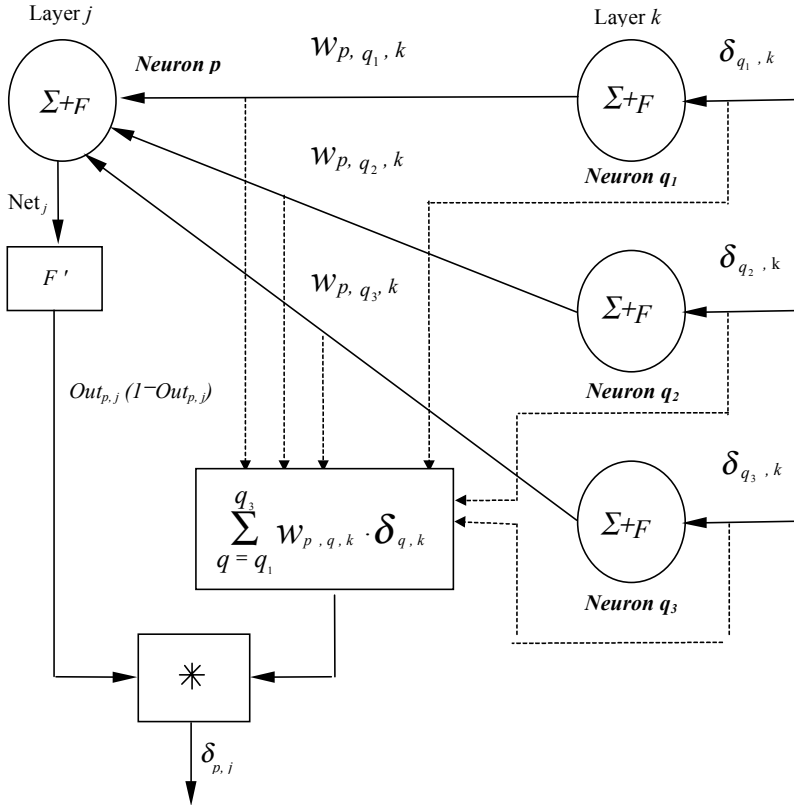 Layer j
Layer k
Neuron p
w_{p, q_1, k}
δ_{q_1, k}
Σ+F
Σ+F
w_{p, q_2, k}
Neuron q_1
Net_j
δ_{q_2, k}
F '
w_{p, q_3, k}
Σ+F
Out_{p, j} (1−Out_{p, j})
Neuron q_2
δ_{q_3, k}
\sum_{q = q_1}^{q_3} w_{p, q, k} · δ_{q, k}
Σ+F
Neuron q_3
*
δ_{p, j}